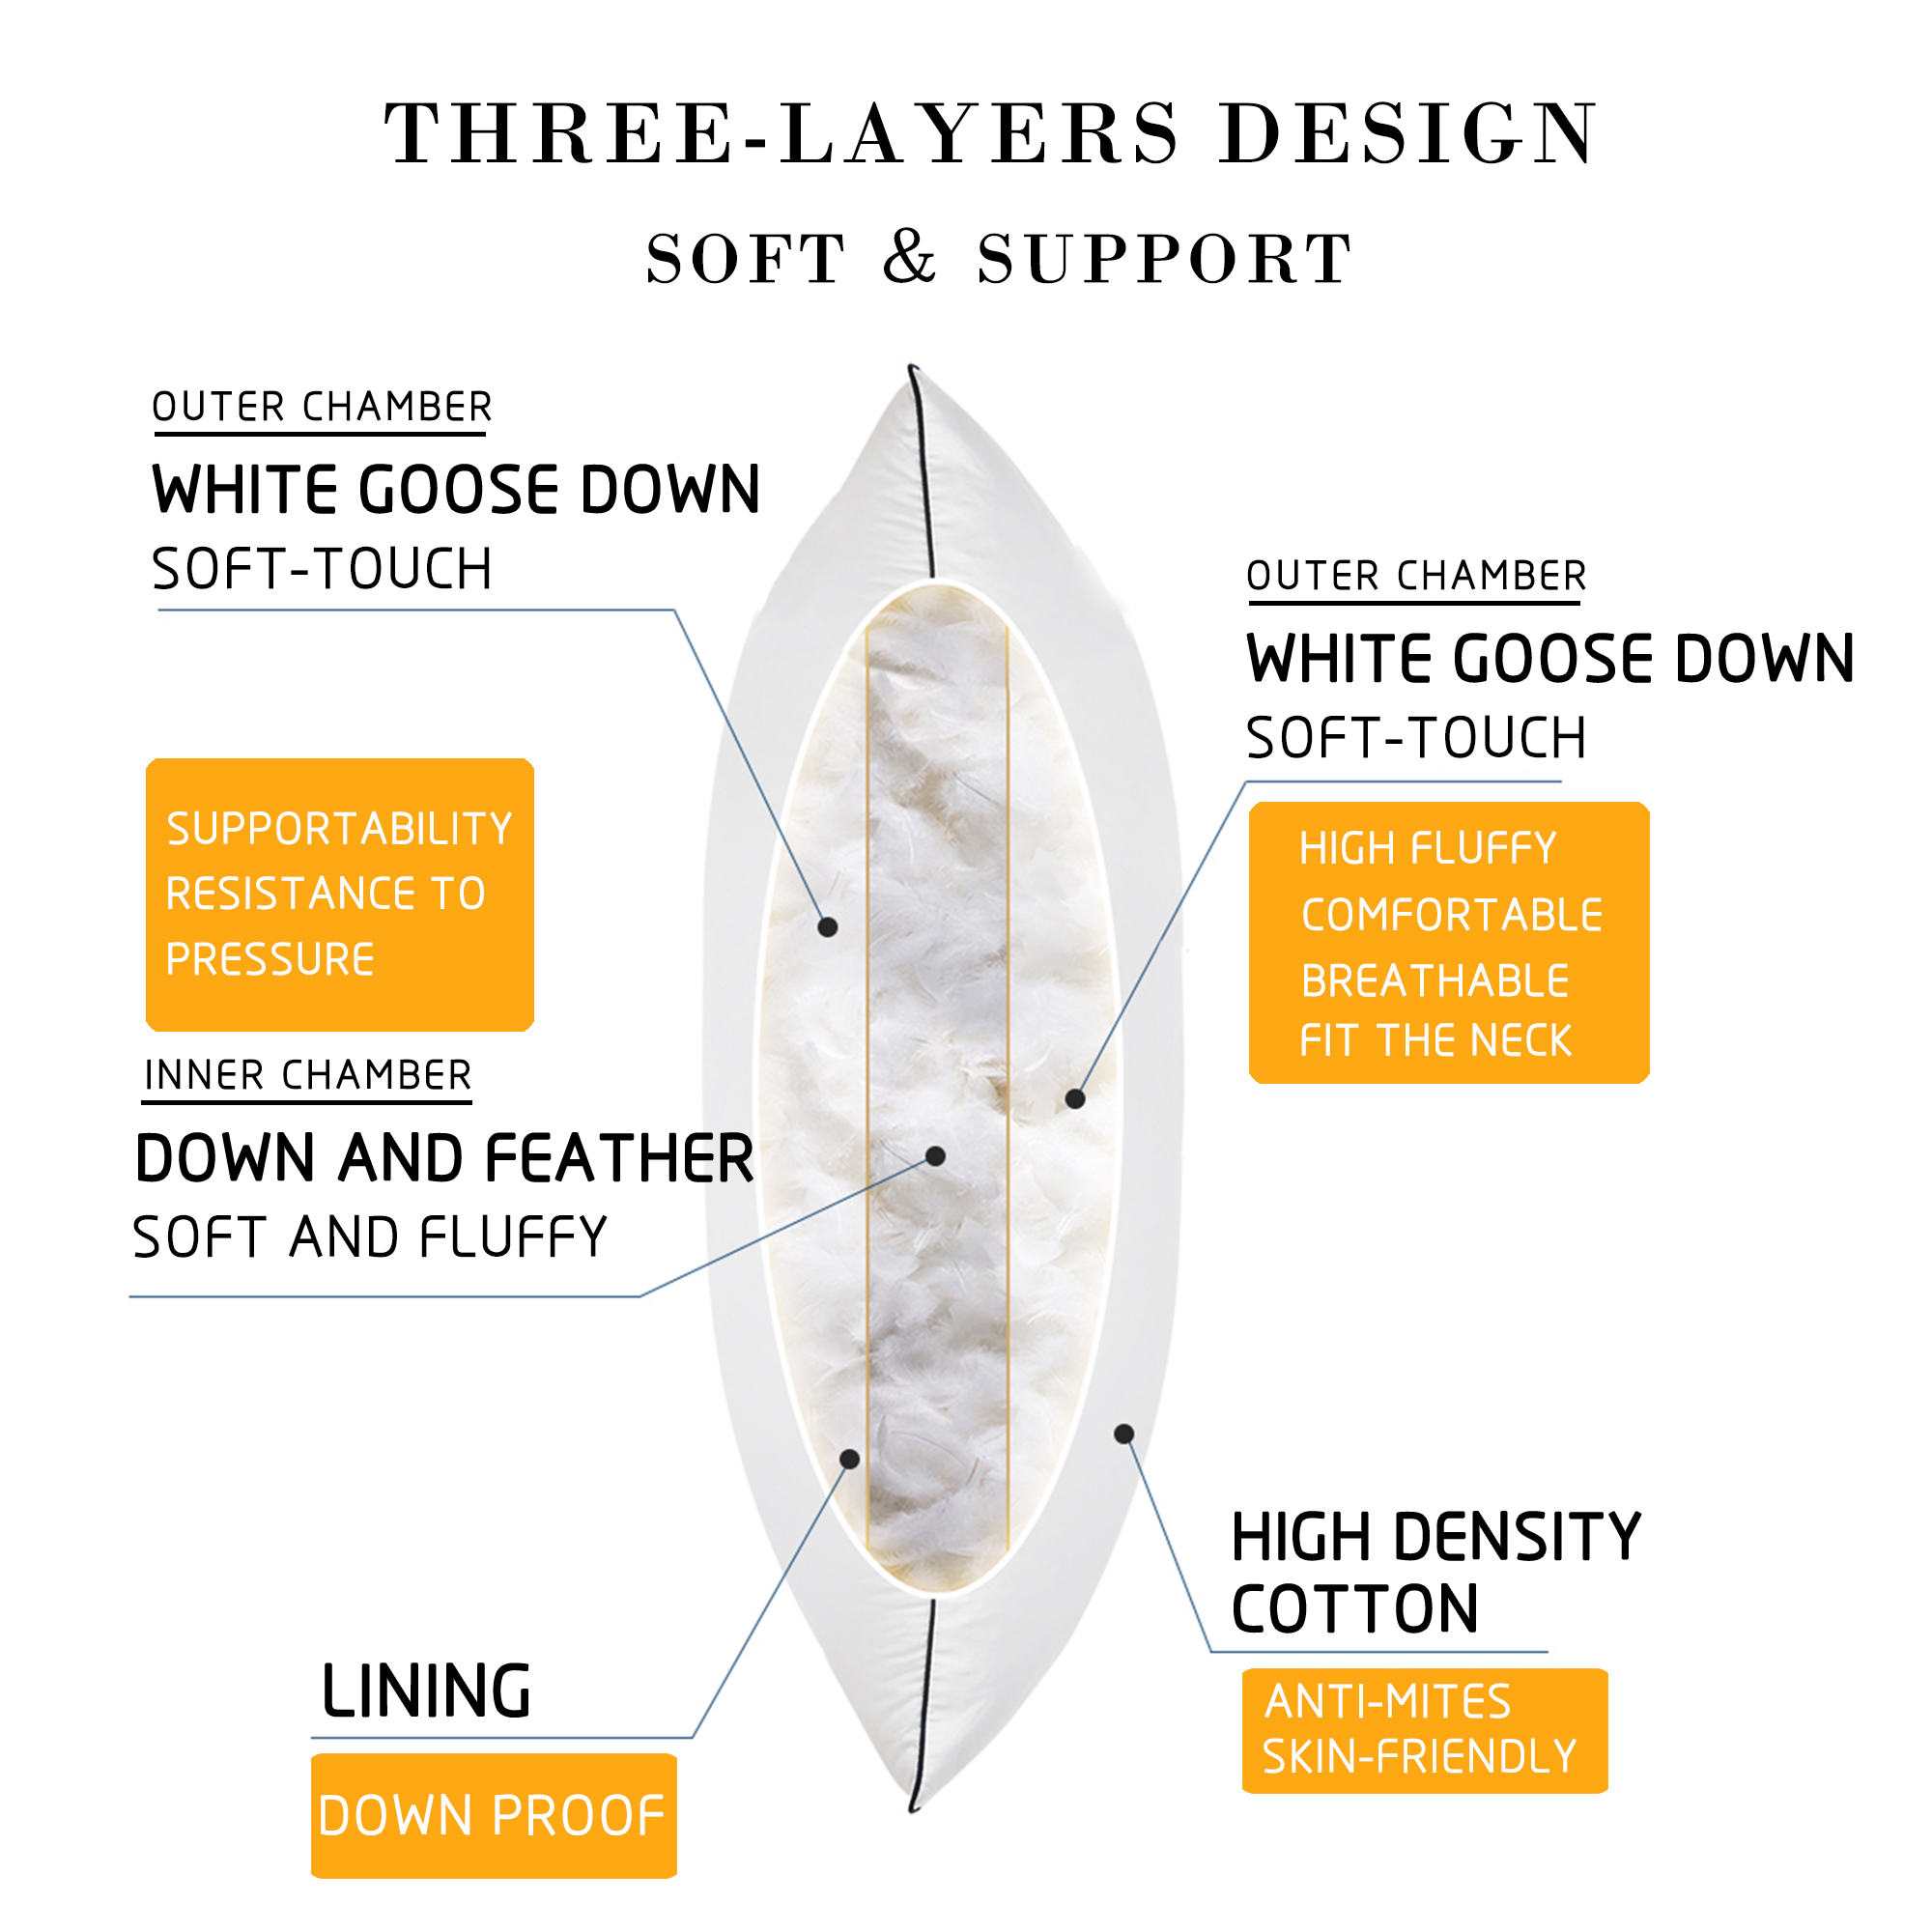 THREE-LAYERS DESIGN
SOFT & SUPPORT
OUTER CHAMBER
WHITE GOOSE DOWN
SOFT-TOUCH
OUTER CHAMBER
WHITE GOOSE DOWN
SOFT-TOUCH
SUPPORTABILITY
RESISTANCE TO
PRESSURE
HIGH FLUFFY
COMFORTABLE
BREATHABLE
FIT THE NECK
INNER CHAMBER
DOWN AND FEATHER
SOFT AND FLUFFY
HIGH DENSITY
COTTON
ANTI-MITES
SKIN-FRIENDLY
LINING
DOWN PROOF